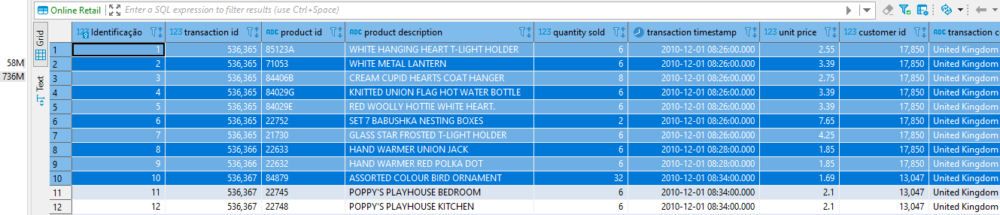 Online Retail Enter a SQL expression to filter results (use Ctrl+Space)
Grid
Text
58M
736M
123 Identificação 123 transaction id ABC product id ABC product description 123 quantity sold transaction timestamp 123 unit price 123 customer id ABC transaction c
1 1 536,365 85123A WHITE HANGING HEART T-LIGHT HOLDER 6 2010-12-01 08:26:00.000 2.55 17,850 United Kingdom
2 2 536,365 71053 WHITE METAL LANTERN 6 2010-12-01 08:26:00.000 3.39 17,850 United Kingdom
3 3 536,365 84406B CREAM CUPID HEARTS COAT HANGER 8 2010-12-01 08:26:00.000 2.75 17,850 United Kingdom
4 4 536,365 84029G KNITTED UNION FLAG HOT WATER BOTTLE 6 2010-12-01 08:26:00.000 3.39 17,850 United Kingdom
5 5 536,365 84029E RED WOOLLY HOTTIE WHITE HEART. 6 2010-12-01 08:26:00.000 3.39 17,850 United Kingdom
6 6 536,365 22752 SET 7 BABUSHKA NESTING BOXES 2 2010-12-01 08:26:00.000 7.65 17,850 United Kingdom
7 7 536,365 21730 GLASS STAR FROSTED T-LIGHT HOLDER 6 2010-12-01 08:26:00.000 4.25 17,850 United Kingdom
8 8 536,366 22633 HAND WARMER UNION JACK 6 2010-12-01 08:28:00.000 1.85 17,850 United Kingdom
9 9 536,366 22632 HAND WARMER RED POLKA DOT 6 2010-12-01 08:28:00.000 1.85 17,850 United Kingdom
10 10 536,367 84879 ASSORTED COLOUR BIRD ORNAMENT 32 2010-12-01 08:34:00.000 1.69 13,047 United Kingdom
11 11 536,367 22745 POPPY'S PLAYHOUSE BEDROOM 6 2010-12-01 08:34:00.000 2.1 13,047 United Kingdom
12 12 536,367 22748 POPPY'S PLAYHOUSE KITCHEN 6 2010-12-01 08:34:00.000 2.1 13,047 United Kingdom